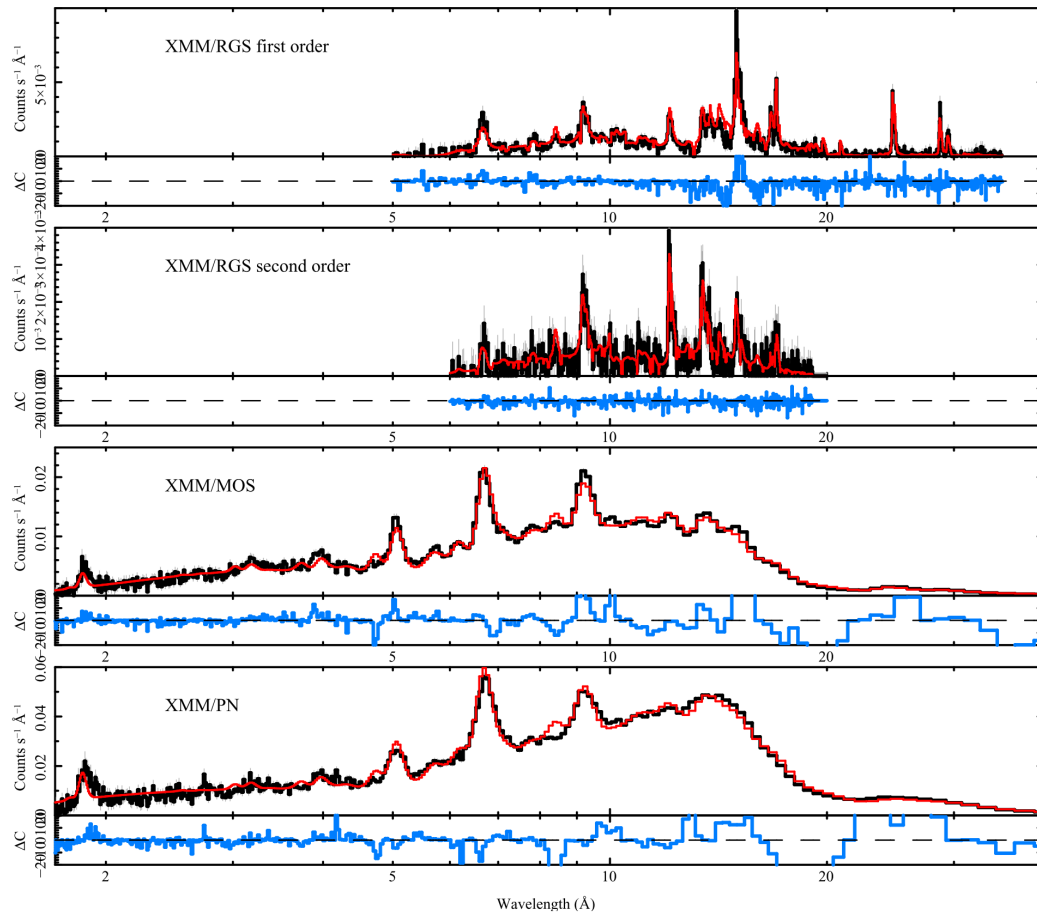 XMM/RGS first order
Counts s⁻¹ Å⁻¹
5×10⁻³
ΔC
2 5 10 20
XMM/RGS second order
Counts s⁻¹ Å⁻¹
10⁻³ 2×10⁻³ 3×10⁻³ 4×10⁻³
ΔC
2 5 10 20
XMM/MOS
Counts s⁻¹ Å⁻¹
0.01 0.02
ΔC
2 5 10 20
XMM/PN
Counts s⁻¹ Å⁻¹
0.02 0.04 0.06
ΔC
2 5 10 20
Wavelength (Å)